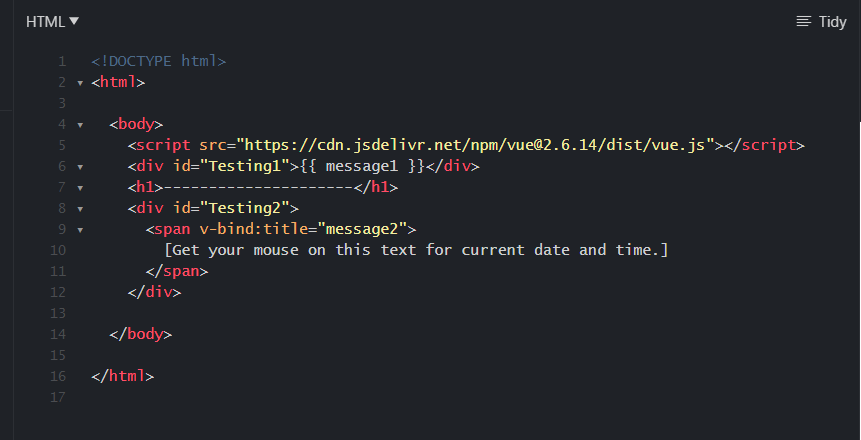 HTML
Tidy
1 <!DOCTYPE html>
2 <html>
3
4 <body>
5 <script src="https://cdn.jsdelivr.net/npm/vue@2.6.14/dist/vue.js"></script>
6 <div id="Testing1">{{ message1 }}</div>
7 <h1>---------------------</h1>
8 <div id="Testing2">
9 <span v-bind:title="message2">
10 [Get your mouse on this text for current date and time.]
11 </span>
12 </div>
13
14 </body>
15
16 </html>
17